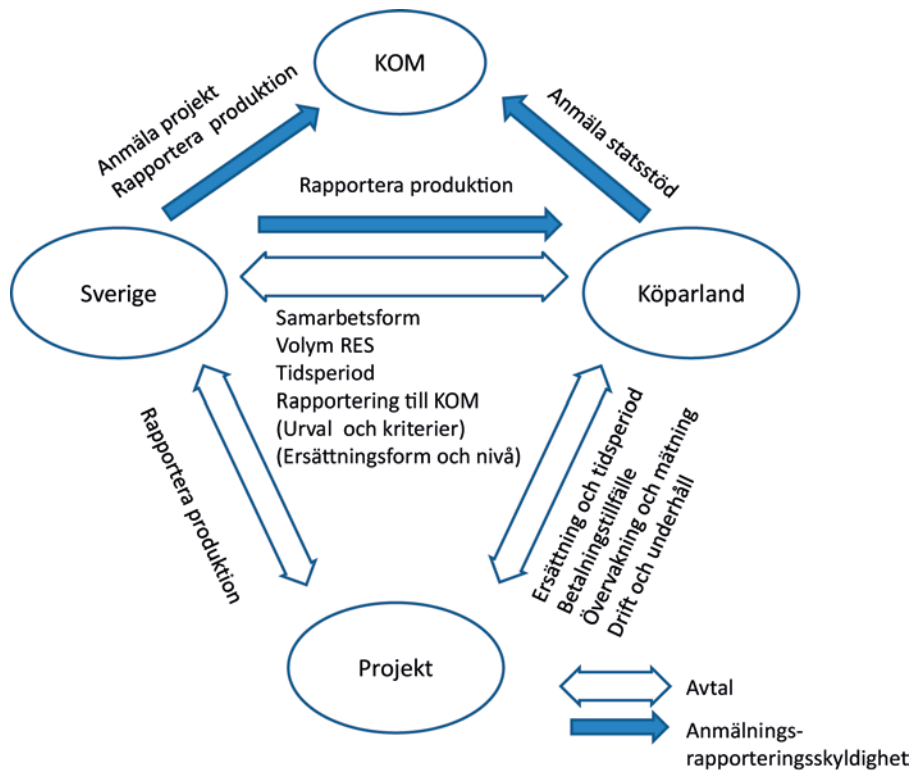 KOM
Anmäla projekt
Rapportera produktion
Anmäla statsstöd
Rapportera produktion
Sverige
Köparland
Samarbetsform
Volym RES
Tidsperiod
Rapportering till KOM
(Urval och kriterier)
(Ersättningsform och nivå)
Rapportera produktion
Ersättning och tidsperiod
Betalningstillfälle
Övervakning och mätning
Drift och underhåll
Projekt
Avtal
Anmälnings-
rapporteringsskyldighet